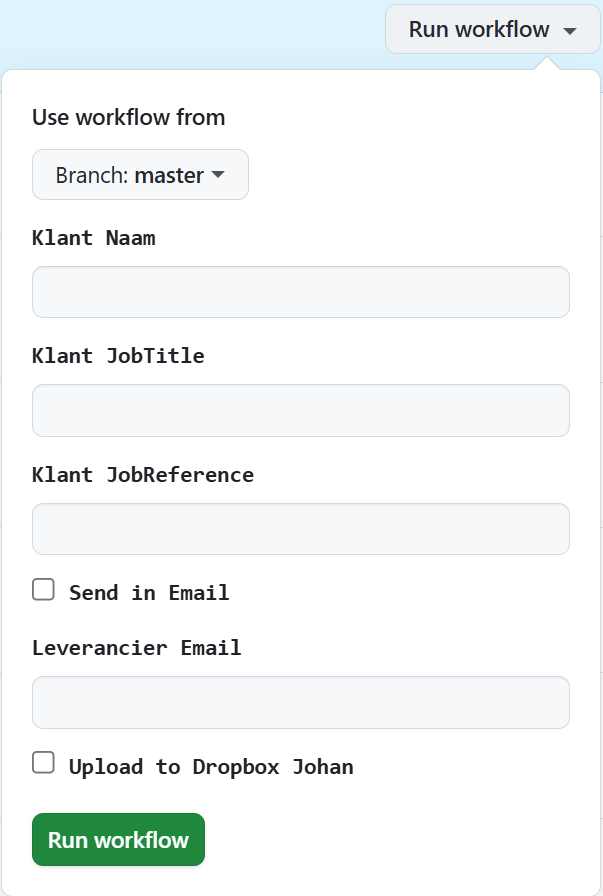 Run workflow
Use workflow from
Branch: master
Klant Naam
Klant JobTitle
Klant JobReference
Send in Email
Leverancier Email
Upload to Dropbox Johan
Run workflow